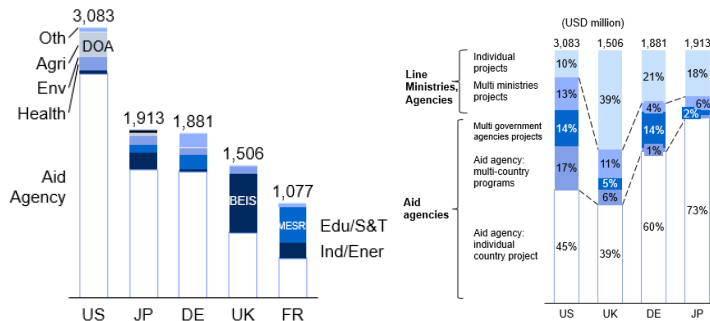 3,083
Oth
DOA
Agri
Env
Health
1,913
1,881
1,506
1,077
Aid
Agency
BEIS
MESRI
Edu/S&T
Ind/Ener
US
JP
DE
UK
FR
(USD million)
3,083
1,506
1,881
1,913
Line
Ministries,
Agencies
Individual
projects
Multi ministries
projects
Multi government
agencies projects
Aid agency:
multi-country
programs
Aid agencies
Aid agency:
individual
country project
10%
13%
14%
17%
45%
39%
11%
5%
6%
39%
21%
4%
14%
1%
60%
18%
6%
2%
73%
US
UK
DE
JP